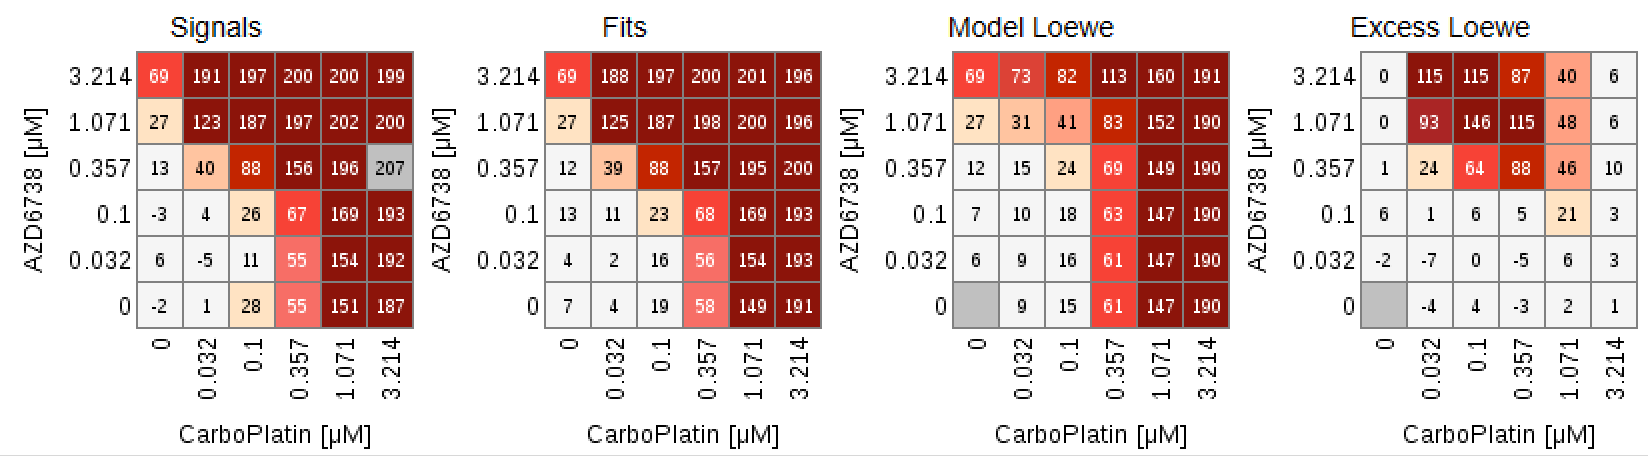 Signals Fits Model Loewe Excess Loewe
3.214 69 191 197 200 200 199 3.214 69 188 197 200 201 196 3.214 69 73 82 113 160 191 3.214 0 115 115 87 40 6
1.071 27 123 187 197 202 200 1.071 27 125 187 198 200 196 1.071 27 31 41 83 152 190 1.071 0 93 146 115 48 6
0.357 13 40 88 156 196 207 0.357 12 39 88 157 195 200 0.357 12 15 24 69 149 190 0.357 1 24 64 88 46 10
0.1 -3 4 26 67 169 193 0.1 13 11 23 68 169 193 0.1 7 10 18 63 147 190 0.1 6 1 6 5 21 3
0.032 6 -5 11 55 154 192 0.032 4 2 16 56 154 193 0.032 6 9 16 61 147 190 0.032 -2 -7 0 -5 6 3
0 -2 1 28 55 151 187 0 7 4 19 58 149 191 0 9 15 61 147 190 0 -4 4 -3 2 1
AZD6738 [µM] AZD6738 [µM] AZD6738 [µM] AZD6738 [µM]
0 0.032 0.1 0.357 1.071 3.214 0 0.032 0.1 0.357 1.071 3.214 0 0.032 0.1 0.357 1.071 3.214 0 0.032 0.1 0.357 1.071 3.214
CarboPlatin [µM] CarboPlatin [µM] CarboPlatin [µM] CarboPlatin [µM]